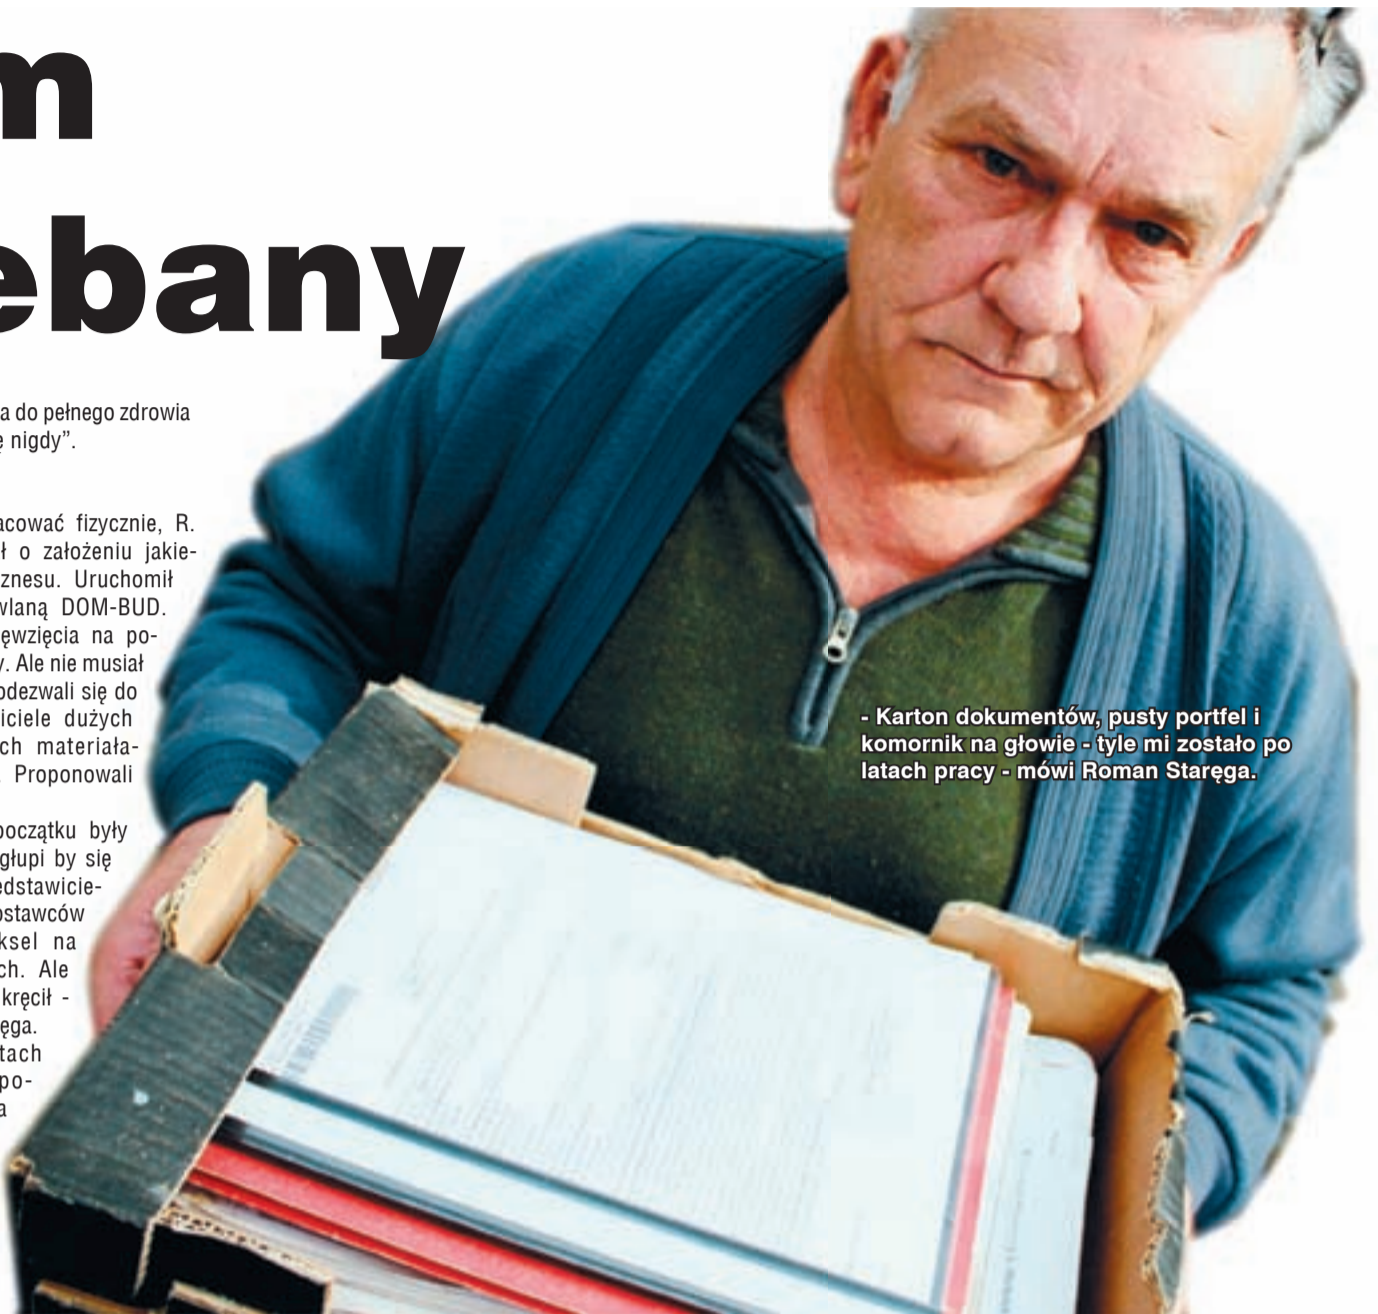 m
ebany
a do pełnego zdrowia
ę nigdy”.
acować fizycznie, R.
ł o założeniu jakie-
znesu. Uruchomił
wlaną DOM-BUD.
ęwzięcia na po-
y. Ale nie musiał
odezwali się do
iciele dużych
ch materiała-
. Proponowali
początku były
głupi by się
edstawicie-
ostawców
ksel na
ch. Ale
kręcił -
ęga.
tach
po-
a
- Karton dokumentów, pusty portfel i
komornik na głowie - tyle mi zostało po
latach pracy - mówi Roman Staręga.